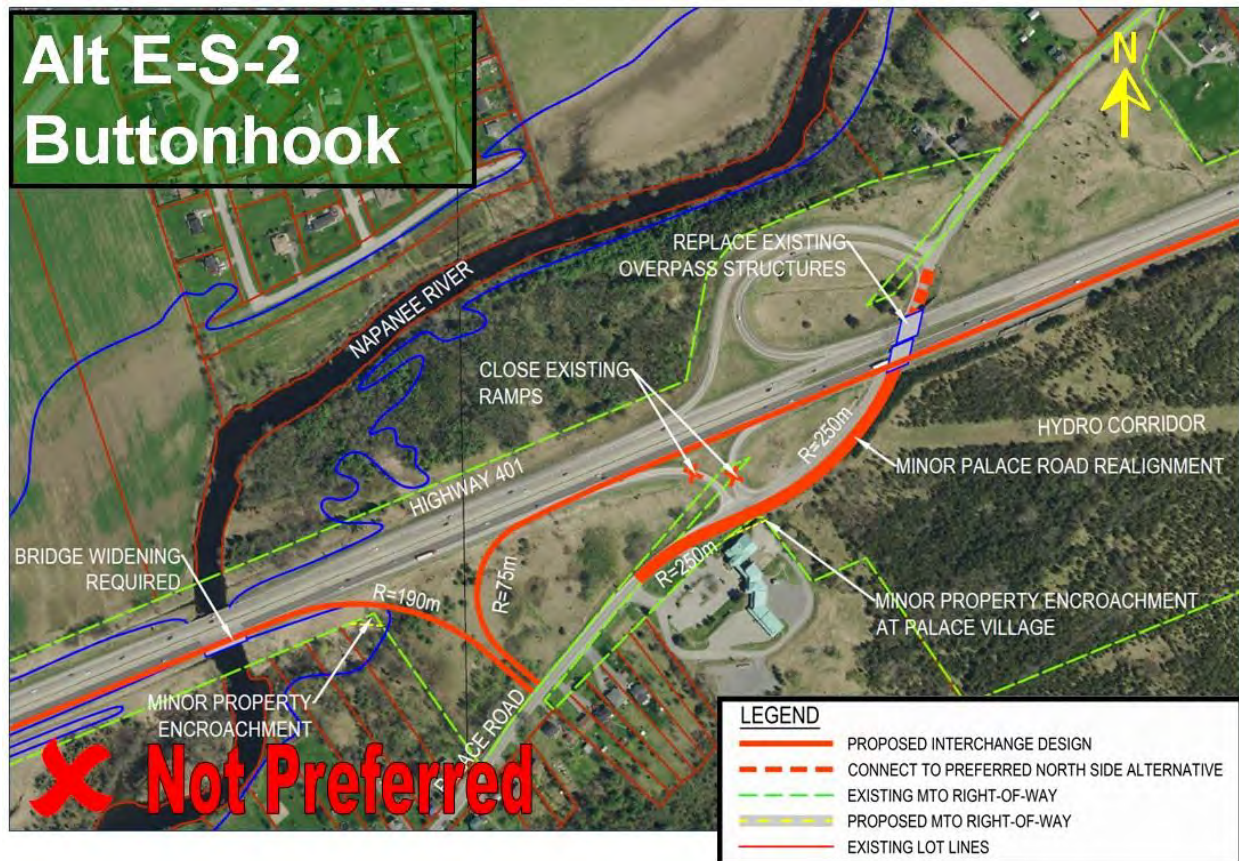 Alt E-S-2
Buttonhook
N
REPLACE EXISTING
OVERPASS STRUCTURES
NAPANEE RIVER
CLOSE EXISTING
RAMPS
R=250m
HYDRO CORRIDOR
MINOR PALACE ROAD REALIGNMENT
HIGHWAY 401
BRIDGE WIDENING
REQUIRED
R=190m
R=75m
R=250m
MINOR PROPERTY ENCROACHMENT
AT PALACE VILLAGE
MINOR PROPERTY
ENCROACHMENT
PALACE ROAD
Not Preferred
LEGEND
PROPOSED INTERCHANGE DESIGN
CONNECT TO PREFERRED NORTH SIDE ALTERNATIVE
EXISTING MTO RIGHT-OF-WAY
PROPOSED MTO RIGHT-OF-WAY
EXISTING LOT LINES